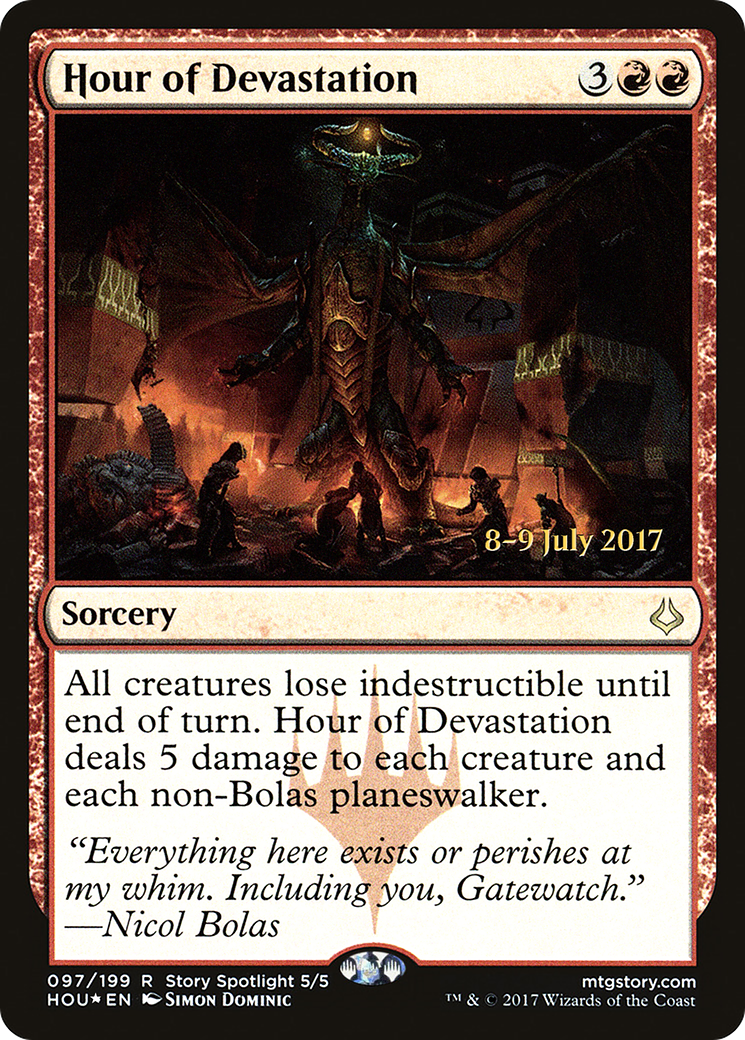 Hour of Devastation 3
8–9 July 2017
Sorcery
All creatures lose indestructible until
end of turn. Hour of Devastation
deals 5 damage to each creature and
each non-Bolas planeswalker.
“Everything here exists or perishes at
my whim. Including you, Gatewatch.”
—Nicol Bolas
097/199 R Story Spotlight 5/5
mtgstory.com
HOU★EN Simon Dominic
™ & © 2017 Wizards of the Coast